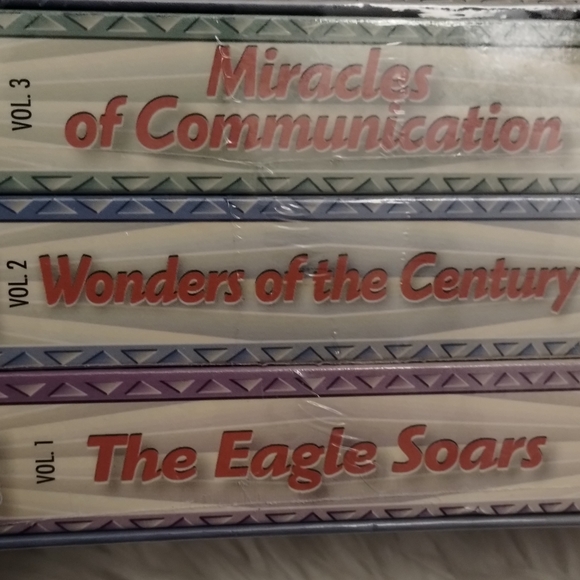 VOL. 3
Miracles
of Communication
VOL. 2
Wonders of the Century
VOL. 1
The Eagle Soars